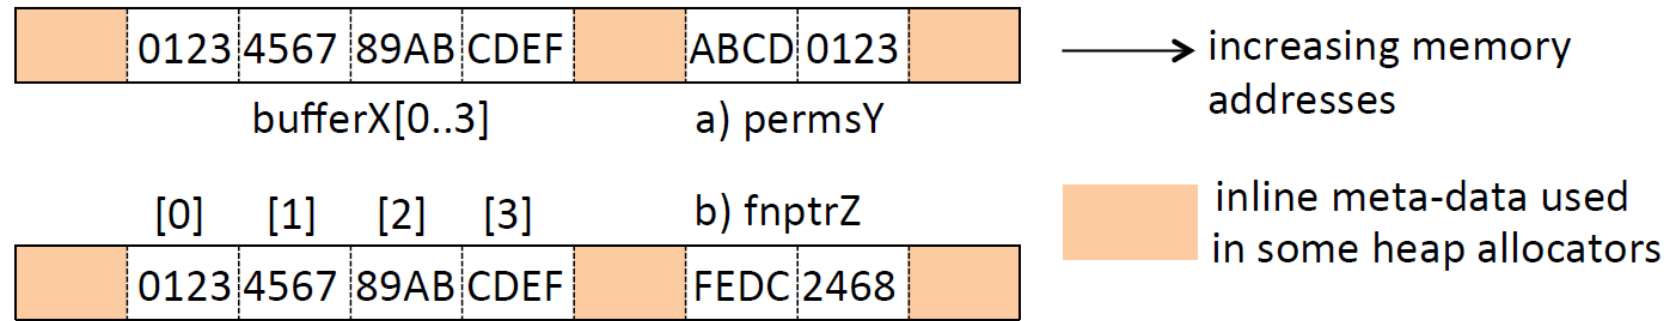 0123 4567 89AB CDEF ABCD 0123
bufferX[0..3] a) permsY
[0] [1] [2] [3] b) fnptrZ
0123 4567 89AB CDEF FEDC 2468
increasing memory
addresses
inline meta-data used
in some heap allocators